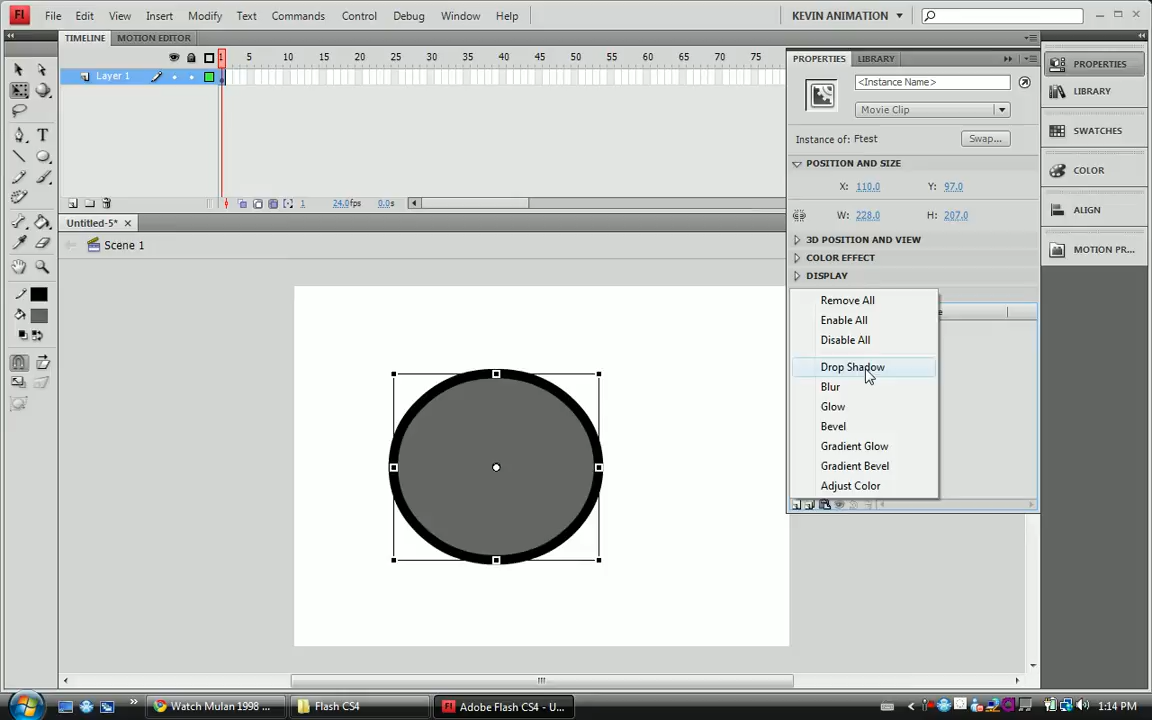 Fl File Edit View Insert Modify Text Commands Control Debug Window Help KEVIN ANIMATION
TIMELINE MOTION EDITOR
1 5 10 15 20 25 30 35 40 45 50 55 60 65 70 75
Layer 1
1 24.0fps 0.0s
Untitled-5*
Scene 1
PROPERTIES LIBRARY
<Instance Name>
Movie Clip
Instance of: Ftest Swap...
POSITION AND SIZE
X: 110.0 Y: 97.0
W: 228.0 H: 207.0
3D POSITION AND VIEW
COLOR EFFECT
DISPLAY
Remove All
Enable All
Disable All
Drop Shadow
Blur
Glow
Bevel
Gradient Glow
Gradient Bevel
Adjust Color
PROPERTIES
LIBRARY
SWATCHES
COLOR
ALIGN
MOTION PR...
Watch Mulan 1998 ... Flash CS4 Fl Adobe Flash CS4 - U... 1:14 PM